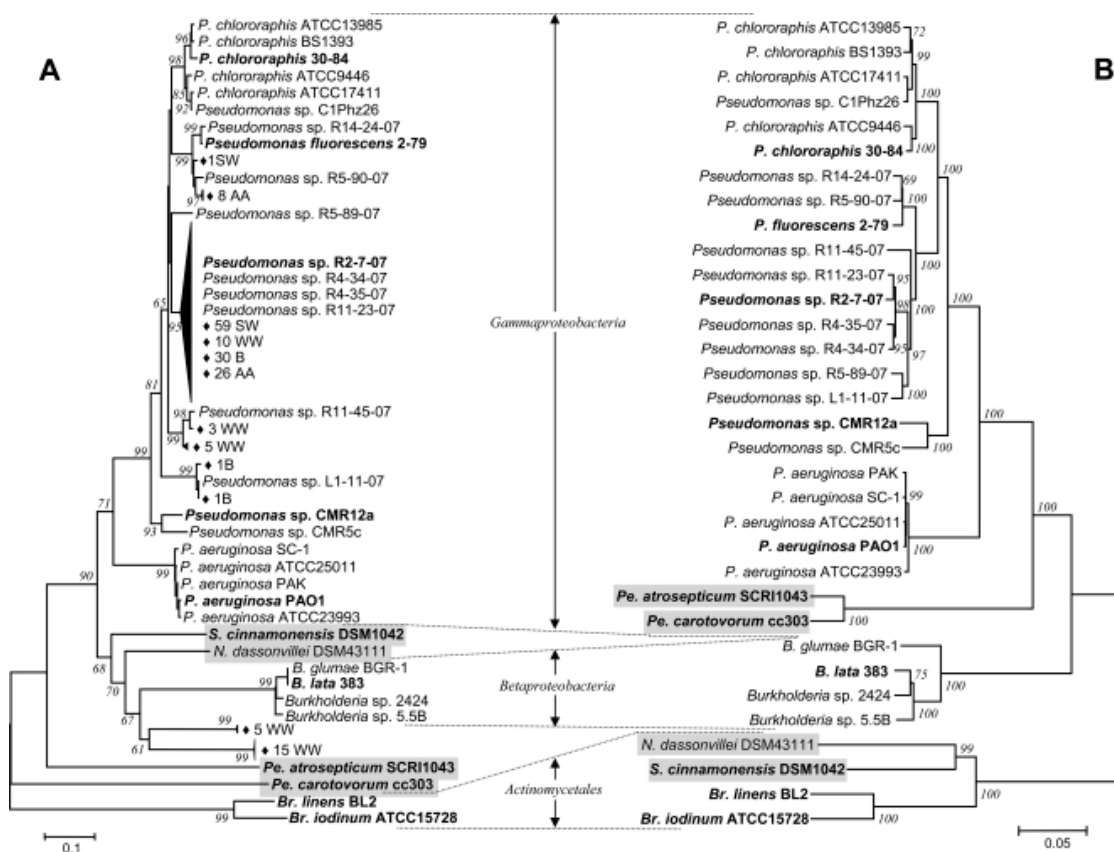 A
P. chlororaphis ATCC13985
P. chlororaphis BS1393
P. chlororaphis 30-84
P. chlororaphis ATCC9446
P. chlororaphis ATCC17411
Pseudomonas sp. C1Phz26
Pseudomonas sp. R14-24-07
Pseudomonas fluorescens 2-79
♦1SW
Pseudomonas sp. R5-90-07
♦ 8 AA
Pseudomonas sp. R5-89-07
Pseudomonas sp. R2-7-07
Pseudomonas sp. R4-34-07
Pseudomonas sp. R4-35-07
Pseudomonas sp. R11-23-07
♦ 59 SW
♦ 10 WW
♦ 30 B
♦ 26 AA
Pseudomonas sp. R11-45-07
♦ 3 WW
♦ 5 WW
♦ 1B
Pseudomonas sp. L1-11-07
♦ 1B
Pseudomonas sp. CMR12a
Pseudomonas sp. CMR5c
P. aeruginosa SC-1
P. aeruginosa ATCC25011
P. aeruginosa PAK
P. aeruginosa PAO1
P. aeruginosa ATCC23993
S. cinnamonensis DSM1042
N. dassonvillei DSM43111
B. glumae BGR-1
B. lata 383
Burkholderia sp. 2424
Burkholderia sp. 5.5B
♦ 5 WW
♦ 15 WW
Pe. atrosepticum SCRI1043
Pe. carotovorum cc303
Br. linens BL2
Br. iodinum ATCC15728
96
98
85
92
99
99
97
65
95
81
98
99
99
99
71
93
99
90
68
70
99
67
99
61
99
99
0.1
Gammaproteobacteria
Betaproteobacteria
Actinomycetales
B
P. chlororaphis ATCC13985
P. chlororaphis BS1393
P. chlororaphis ATCC17411
Pseudomonas sp. C1Phz26
P. chlororaphis ATCC9446
P. chlororaphis 30-84
Pseudomonas sp. R14-24-07
Pseudomonas sp. R5-90-07
P. fluorescens 2-79
Pseudomonas sp. R11-45-07
Pseudomonas sp. R11-23-07
Pseudomonas sp. R2-7-07
Pseudomonas sp. R4-35-07
Pseudomonas sp. R4-34-07
Pseudomonas sp. R5-89-07
Pseudomonas sp. L1-11-07
Pseudomonas sp. CMR12a
Pseudomonas sp. CMR5c
P. aeruginosa PAK
P. aeruginosa SC-1
P. aeruginosa ATCC25011
P. aeruginosa PAO1
P. aeruginosa ATCC23993
Pe. atrosepticum SCRI1043
Pe. carotovorum cc303
B. glumae BGR-1
B. lata 383
Burkholderia sp. 2424
Burkholderia sp. 5.5B
N. dassonvillei DSM43111
S. cinnamonensis DSM1042
Br. linens BL2
Br. iodinum ATCC15728
72
99
100
100
100
69
100
100
95
98
100
95
97
100
100
100
100
99
100
100
100
75
100
100
99
100
100
0.05